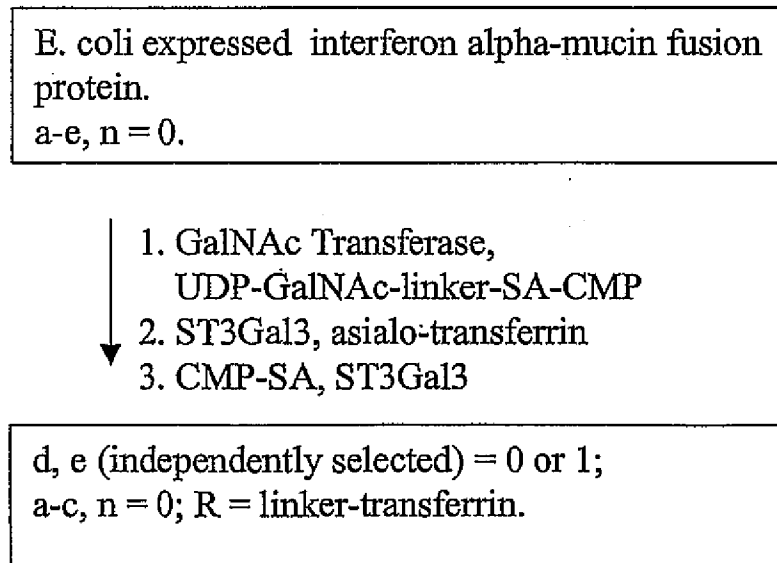 E. coli expressed interferon alpha-mucin fusion
protein.
a-e, n = 0.
1. GalNAc Transferase,
UDP-GalNAc-linker-SA-CMP
2. ST3Gal3, asialo-transferrin
3. CMP-SA, ST3Gal3
d, e (independently selected) = 0 or 1;
a-c, n = 0; R = linker-transferrin.